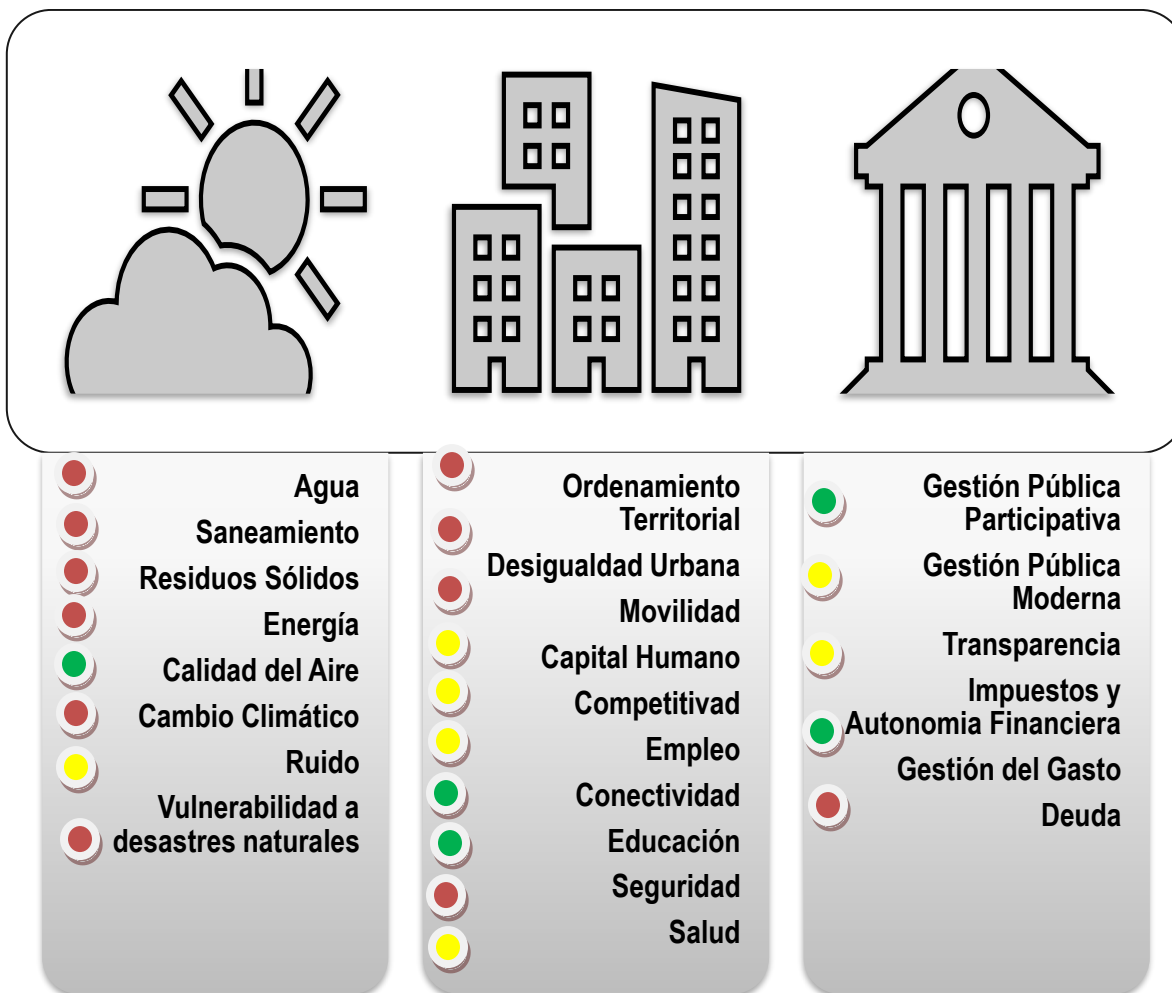 Agua
Saneamiento
Residuos Sólidos
Energía
Calidad del Aire
Cambio Climático
Ruido
Vulnerabilidad a
desastres naturales
Ordenamiento
Territorial
Desigualdad Urbana
Movilidad
Capital Humano
Competitivad
Empleo
Conectividad
Educación
Seguridad
Salud
Gestión Pública
Participativa
Gestión Pública
Moderna
Transparencia
Impuestos y
Autonomia Financiera
Gestión del Gasto
Deuda